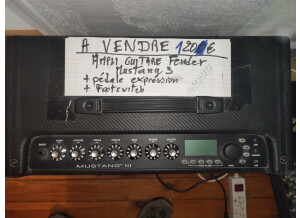 A VENDRE 120€
AMPLI GUITARE Fender
Mustang 3
+ pédale expression
+ Footswitch
MUSTANG III